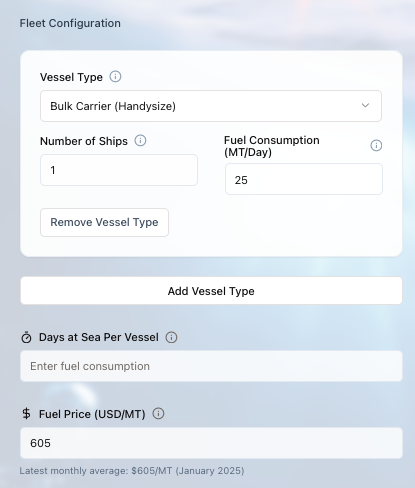 Fleet Configuration
Vessel Type
Bulk Carrier (Handysize)
Number of Ships
1
Fuel Consumption
(MT/Day)
25
Remove Vessel Type
Add Vessel Type
Days at Sea Per Vessel
Enter fuel consumption
$ Fuel Price (USD/MT)
605
Latest monthly average: $605/MT (January 2025)